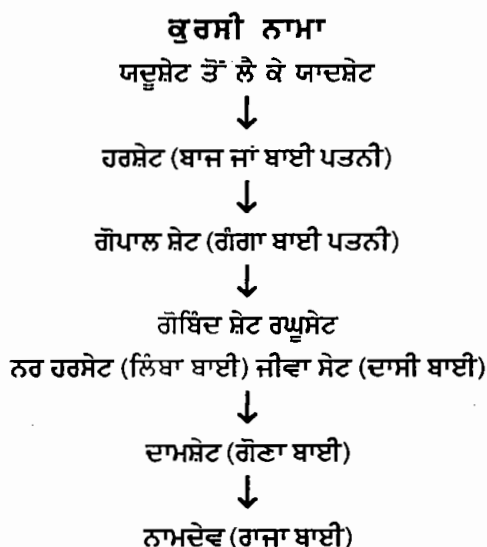 ਕੁਰਸੀ ਨਾਮਾ
ਯਦੂਸ਼ੇਟ ਤੋਂ ਲੈ ਕੇ ਯਾਦਸ਼ੇਟ
ਹਰਸ਼ੇਟ (ਬਾਜ ਜਾਂ ਬਾਈ ਪਤਨੀ)
ਗੋਪਾਲ ਸ਼ੇਟ (ਗੰਗਾ ਬਾਈ ਪਤਨੀ)
ਗੋਬਿੰਦ ਸ਼ੇਟ ਰਘੂਸੇਟ
ਨਰ ਹਰਸੇਟ (ਲਿੰਬਾ ਬਾਈ) ਜੀਵਾ ਸੇਟ (ਦਾਸੀ ਬਾਈ)
ਦਾਮਸ਼ੇਟ (ਗੋਣਾ ਬਾਈ)
ਨਾਮਦੇਵ (ਰਾਜਾ ਬਾਈ)